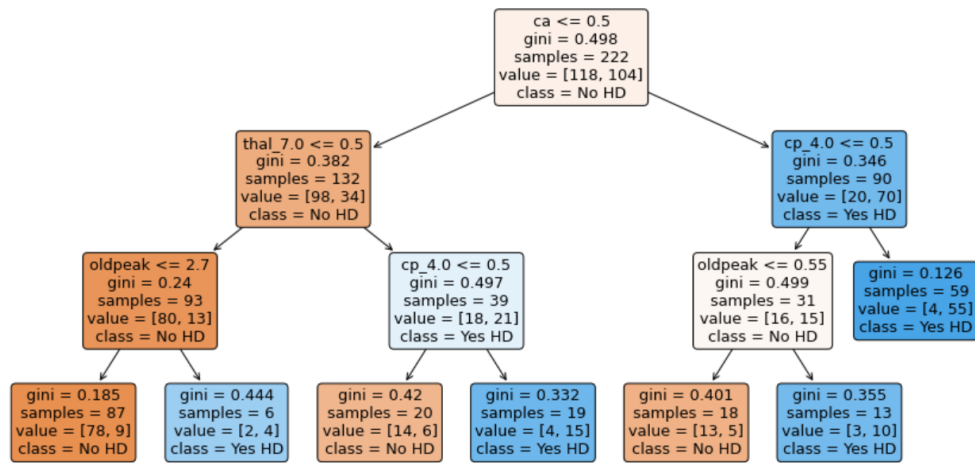 ca <= 0.5
gini = 0.498
samples = 222
value = [118, 104]
class = No HD
thal_7.0 <= 0.5
gini = 0.382
samples = 132
value = [98, 34]
class = No HD
cp_4.0 <= 0.5
gini = 0.346
samples = 90
value = [20, 70]
class = Yes HD
oldpeak <= 2.7
gini = 0.24
samples = 93
value = [80, 13]
class = No HD
cp_4.0 <= 0.5
gini = 0.497
samples = 39
value = [18, 21]
class = Yes HD
oldpeak <= 0.55
gini = 0.499
samples = 31
value = [16, 15]
class = No HD
gini = 0.126
samples = 59
value = [4, 55]
class = Yes HD
gini = 0.185
samples = 87
value = [78, 9]
class = No HD
gini = 0.444
samples = 6
value = [2, 4]
class = Yes HD
gini = 0.42
samples = 20
value = [14, 6]
class = No HD
gini = 0.332
samples = 19
value = [4, 15]
class = Yes HD
gini = 0.401
samples = 18
value = [13, 5]
class = No HD
gini = 0.355
samples = 13
value = [3, 10]
class = Yes HD